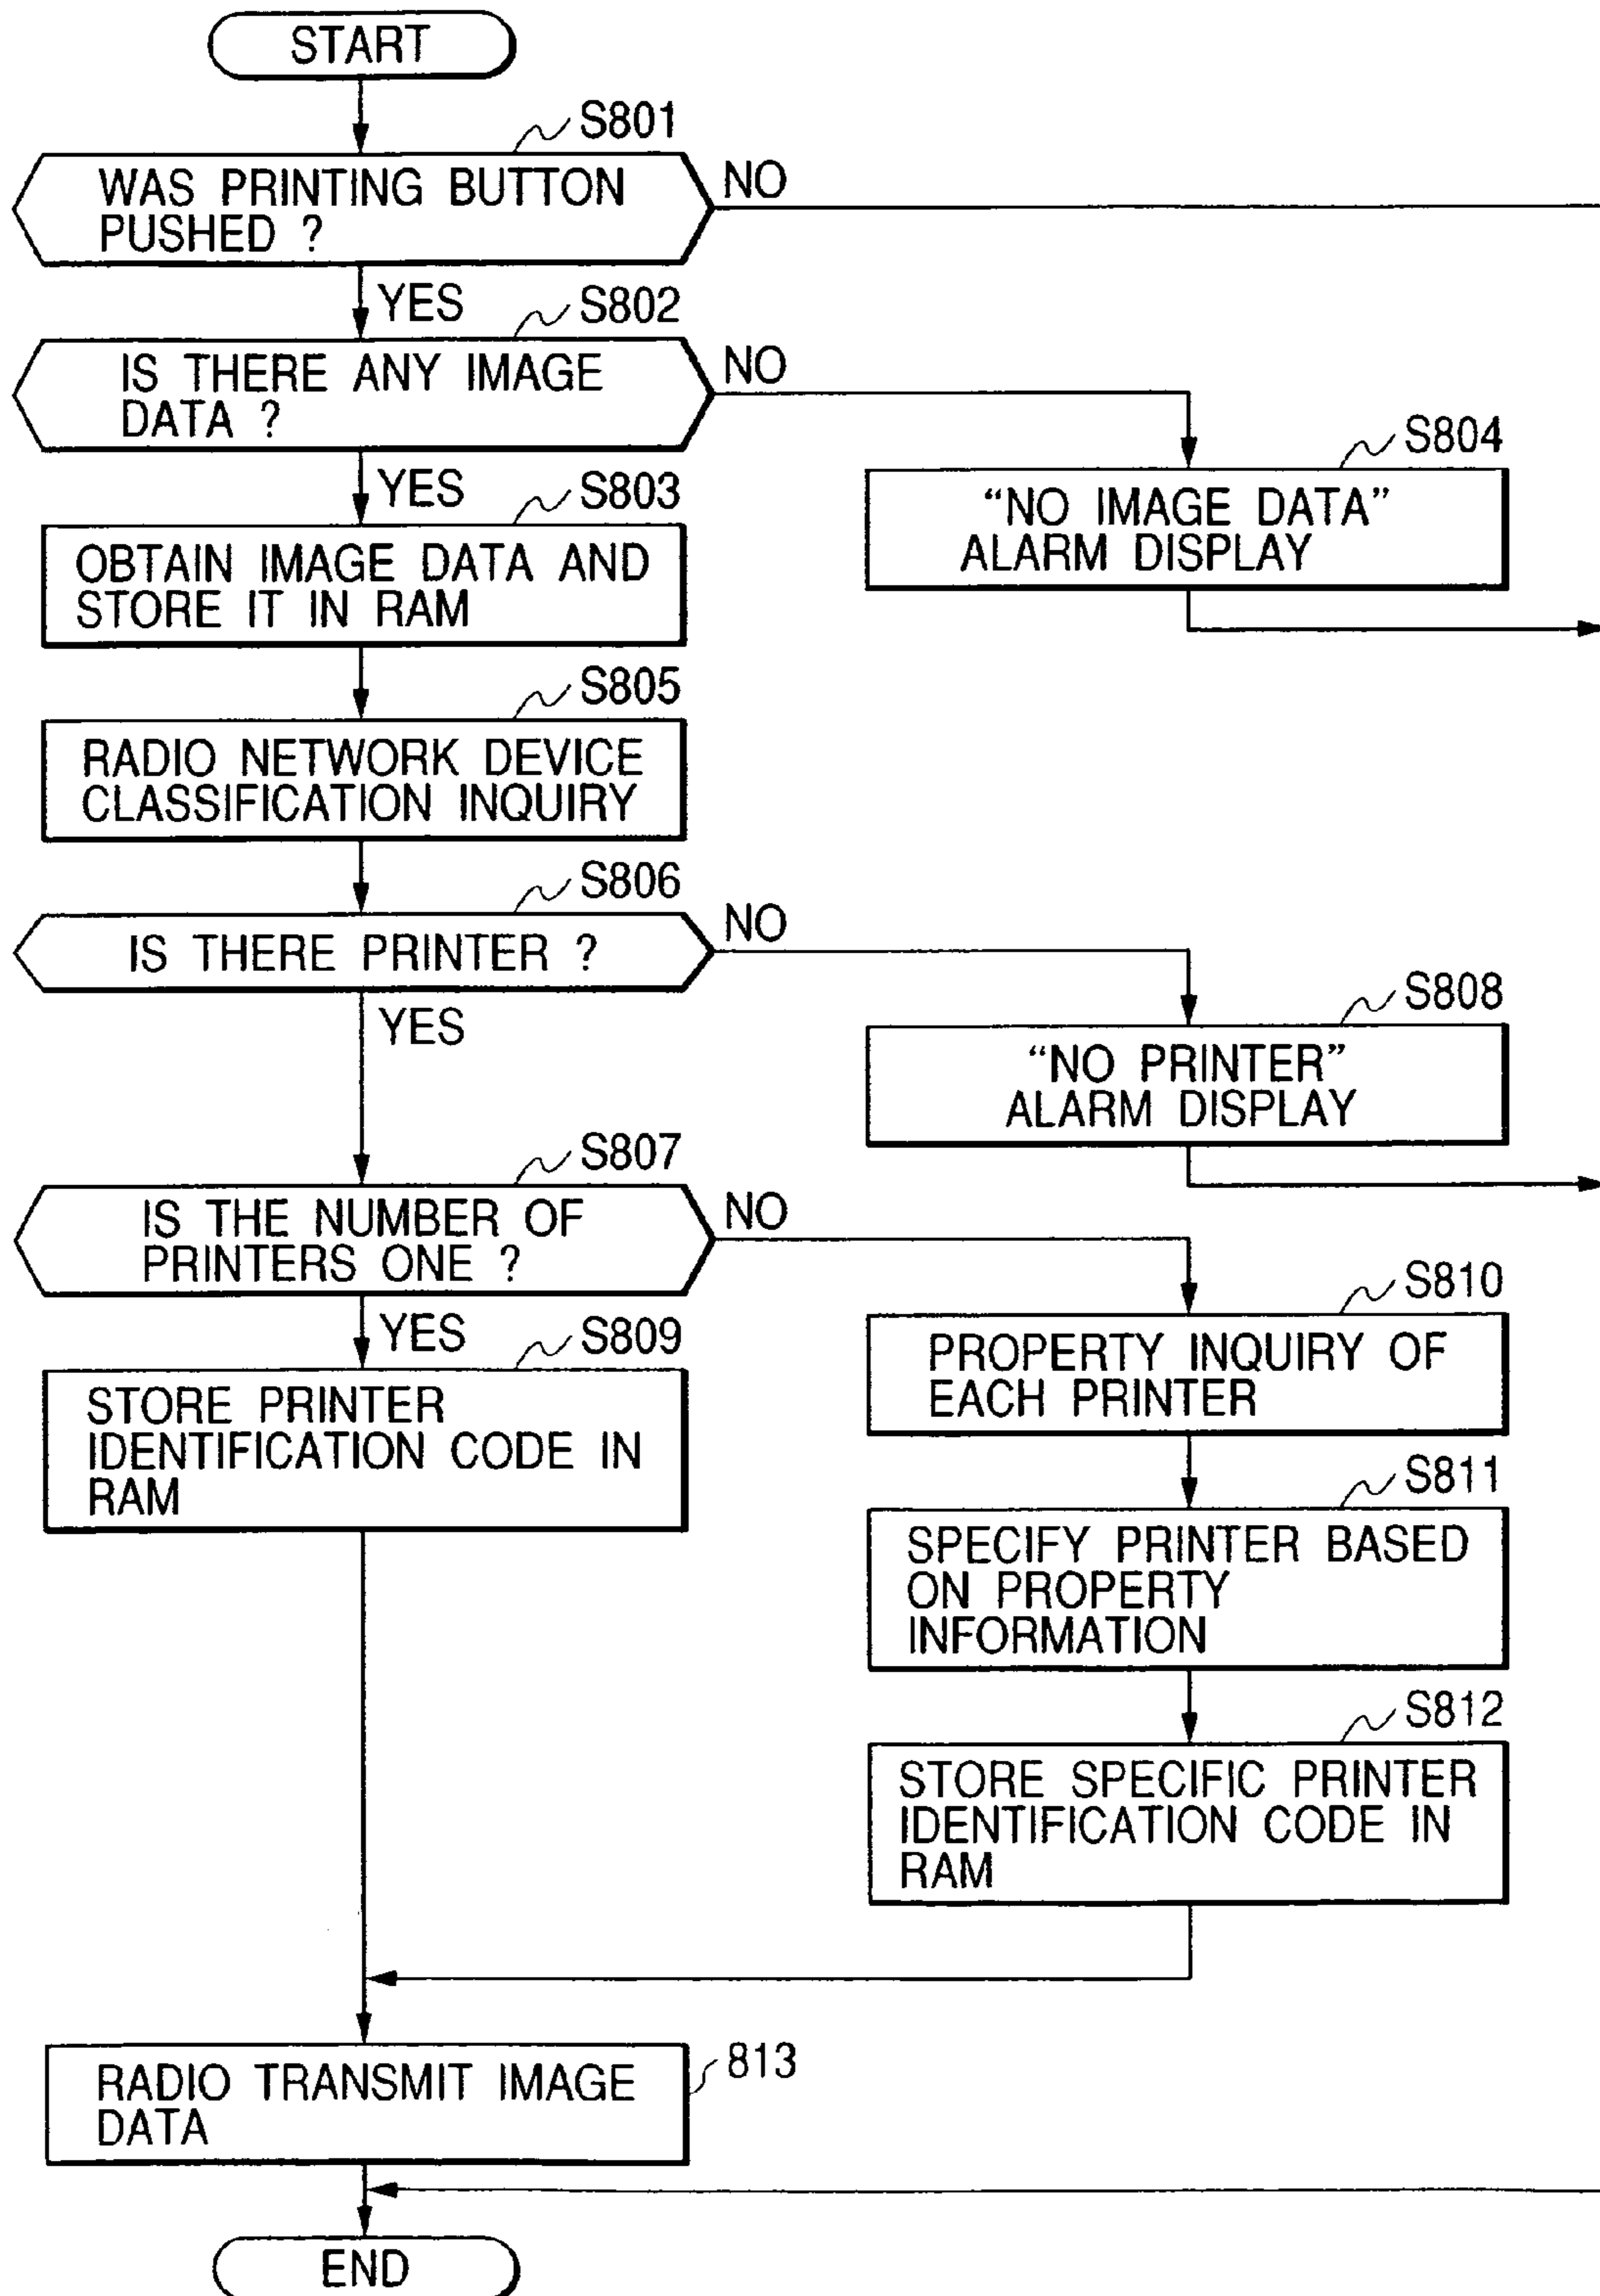 START
S801
WAS PRINTING BUTTON
PUSHED ?
NO
YES
S802
IS THERE ANY IMAGE
DATA ?
NO
YES
S803
OBTAIN IMAGE DATA AND
STORE IT IN RAM
S804
“NO IMAGE DATA”
ALARM DISPLAY
S805
RADIO NETWORK DEVICE
CLASSIFICATION INQUIRY
S806
IS THERE PRINTER ?
NO
YES
S808
“NO PRINTER”
ALARM DISPLAY
S807
IS THE NUMBER OF
PRINTERS ONE ?
NO
YES
S809
STORE PRINTER
IDENTIFICATION CODE IN
RAM
S810
PROPERTY INQUIRY OF
EACH PRINTER
S811
SPECIFY PRINTER BASED
ON PROPERTY
INFORMATION
S812
STORE SPECIFIC PRINTER
IDENTIFICATION CODE IN
RAM
813
RADIO TRANSMIT IMAGE
DATA
END